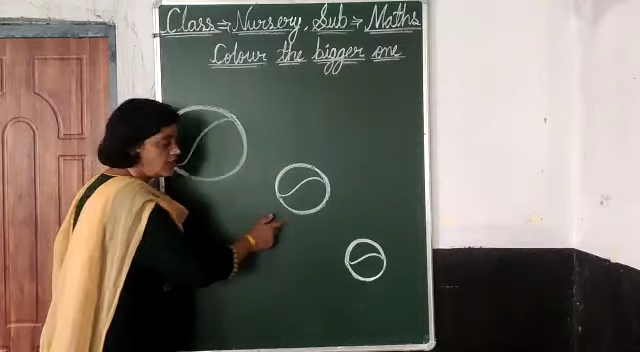 Class → Nursery, Sub → Maths
Colour the bigger one